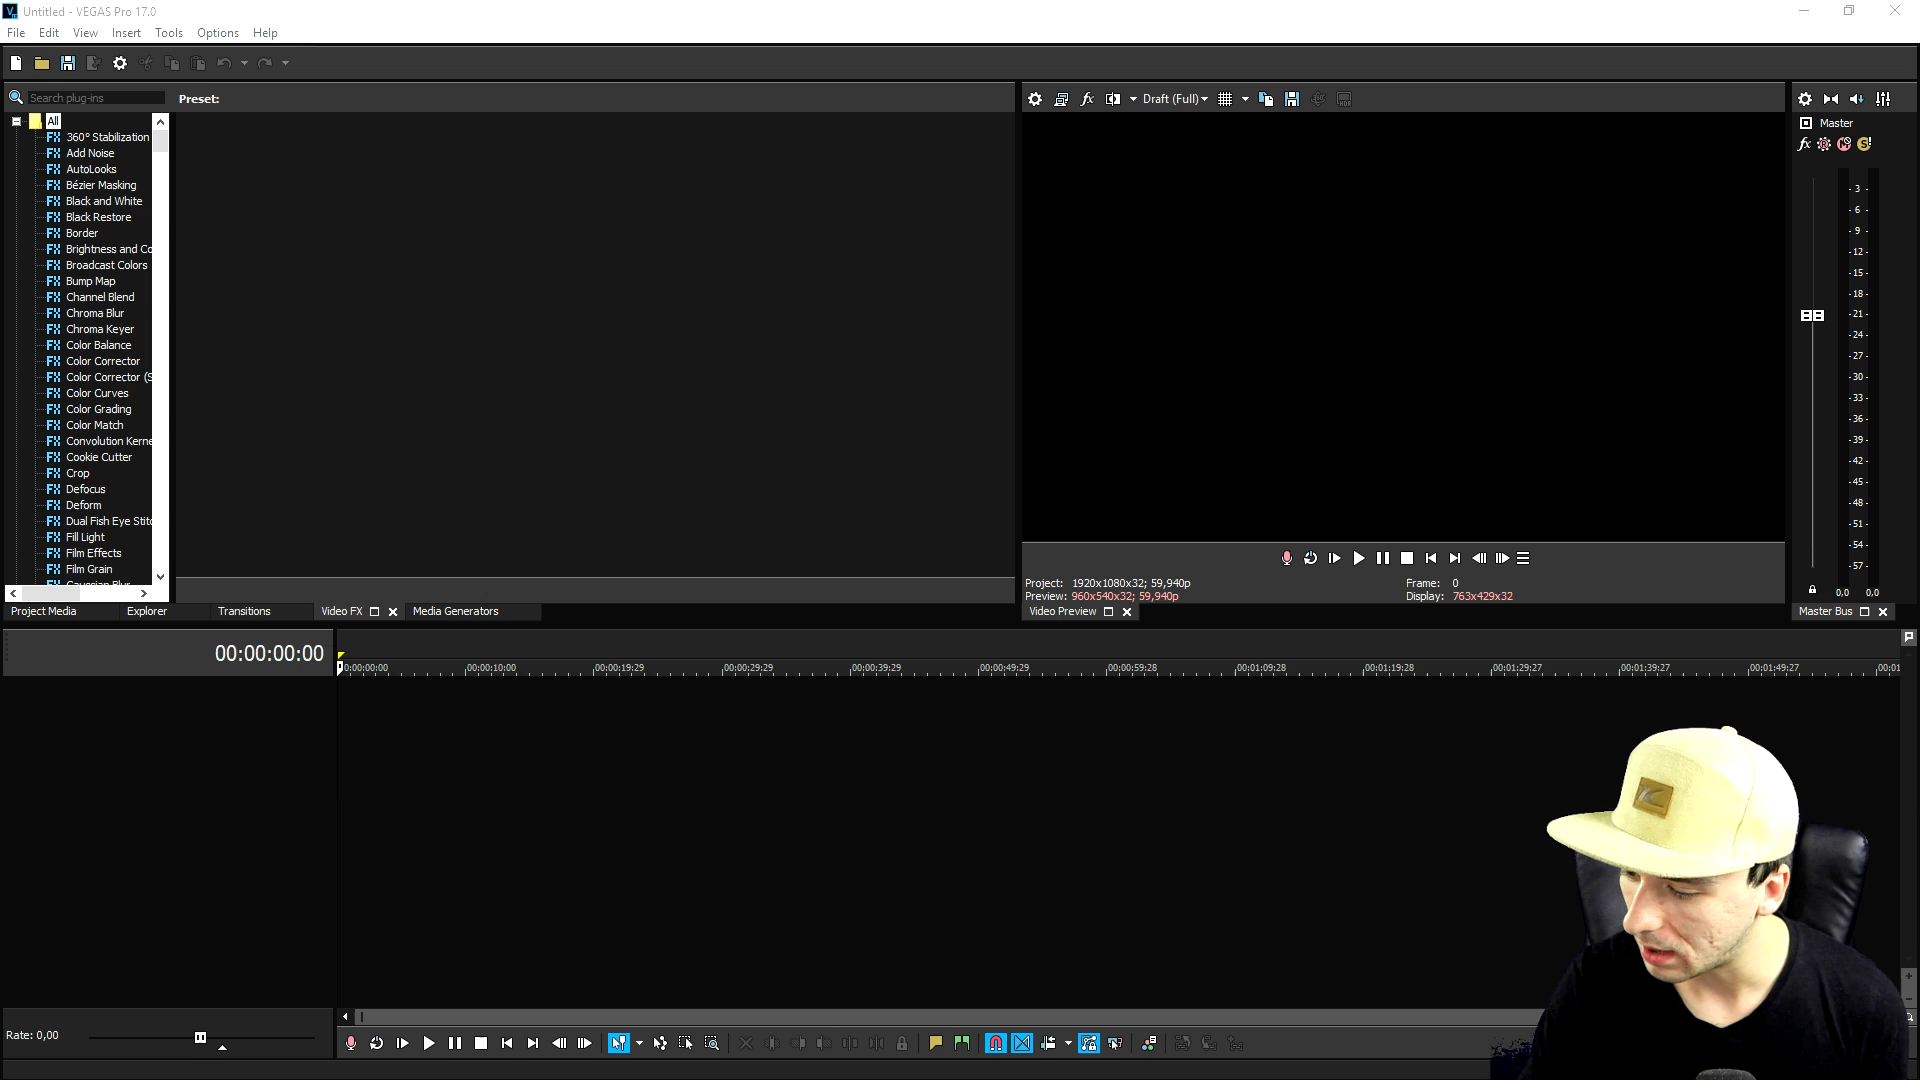 Untitled - VEGAS Pro 17.0
File Edit View Insert Tools Options Help
Search plug-ins
Preset:
Draft (Full)
All
360° Stabilization
Add Noise
AutoLooks
Bézier Masking
Black and White
Black Restore
Border
Brightness and Co
Broadcast Colors
Bump Map
Channel Blend
Chroma Blur
Chroma Keyer
Color Balance
Color Corrector
Color Corrector (S
Color Curves
Color Grading
Color Match
Convolution Kerne
Cookie Cutter
Crop
Defocus
Deform
Dual Fish Eye Stitc
Fill Light
Film Effects
Film Grain
Gaussian Blur
Project Media Explorer Transitions Video FX Media Generators
Project: 1920x1080x32; 59,940p
Frame: 0
Preview: 960x540x32; 59,940p
Display: 763x429x32
Video Preview
Master
-3-
-6-
-9-
-12-
-15-
-18-
-21-
-24-
-27-
-30-
-33-
-36-
-39-
-42-
-45-
-48-
-51-
-54-
-57-
0,0 0,0
Master Bus
00:00:00:00
0:00:00:00 00:00:10:00 00:00:19:29 00:00:29:29 00:00:39:29 00:00:49:29 00:00:59:28 00:01:09:28 00:01:19:28 00:01:29:27 00:01:39:27 00:01:49:27 00:01
Rate: 0,00